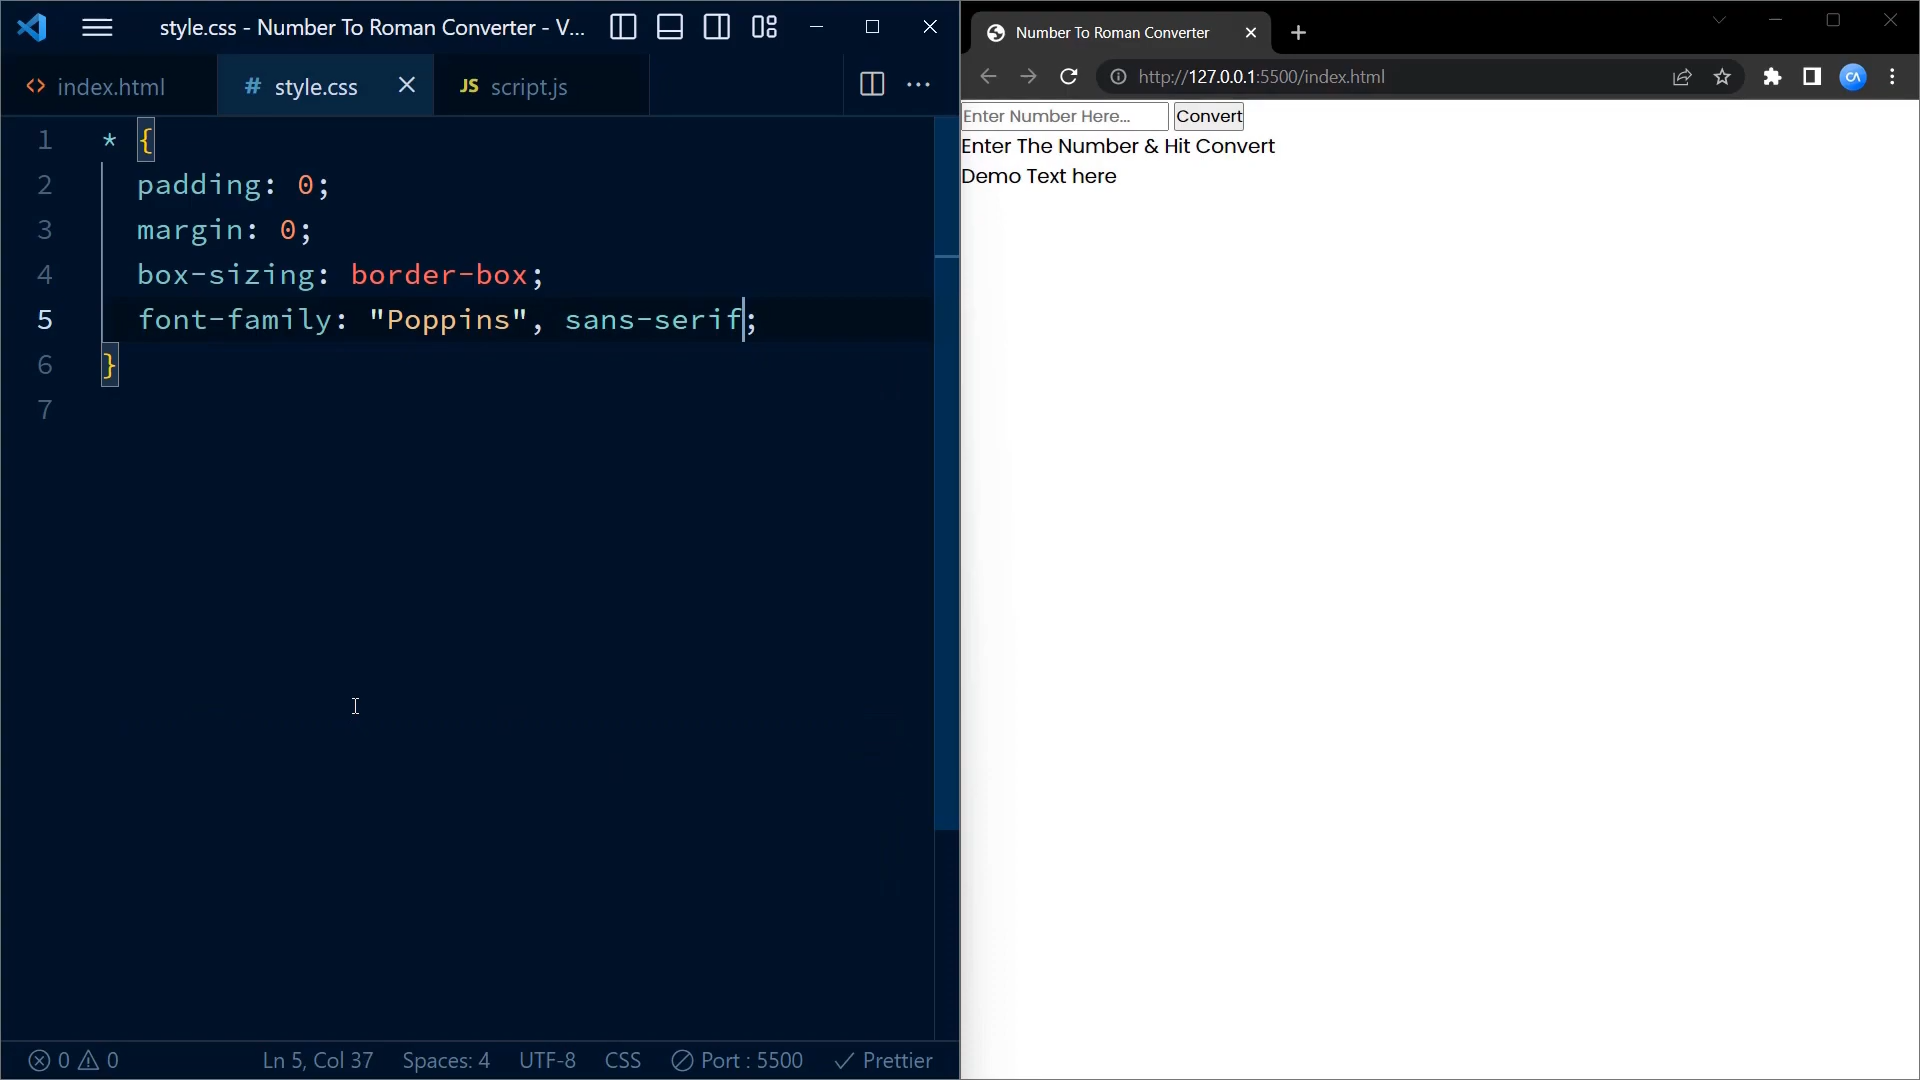 style.css - Number To Roman Converter - V...
index.html
# style.css
JS script.js
1 * {
2 padding: 0;
3 margin: 0;
4 box-sizing: border-box;
5 font-family: "Poppins", sans-serif;
6 }
7
0 0
Ln 5, Col 37
Spaces: 4
UTF-8
CSS
Port : 5500
Prettier
Number To Roman Converter
http://127.0.0.1:5500/index.html
CA
Enter Number Here... Convert
Enter The Number & Hit Convert
Demo Text here